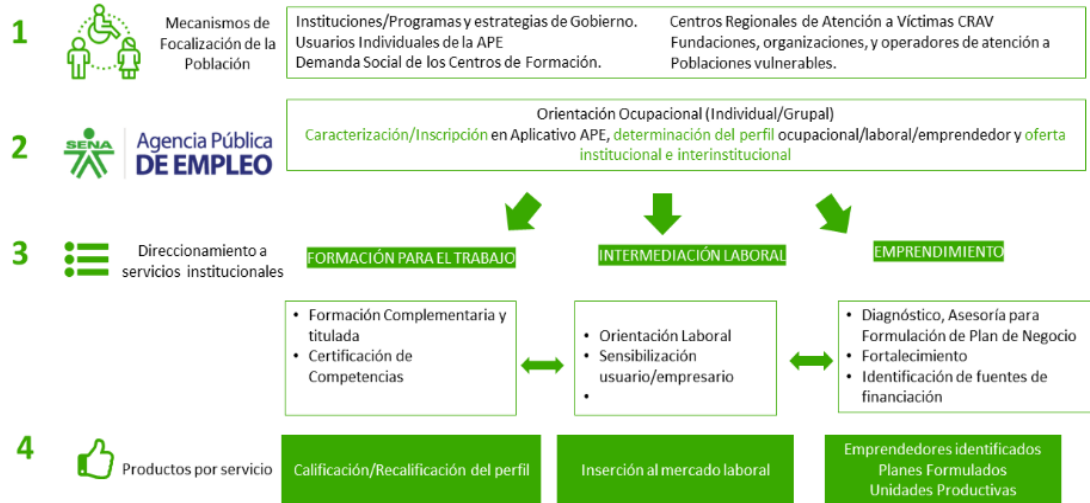 1
Mecanismos de
Focalización de la
Población
Instituciones/Programas y estrategias de Gobierno.
Usuarios Individuales de la APE
Demanda Social de los Centros de Formación.
Centros Regionales de Atención a Víctimas CRAV
Fundaciones, organizaciones, y operadores de atención a
Poblaciones vulnerables.
2
SENA
Agencia Pública
DE EMPLEO
Orientación Ocupacional (Individual/Grupal)
Caracterización/Inscripción en Aplicativo APE, determinación del perfil ocupacional/laboral/emprendedor y oferta
institucional e interinstitucional
3
Direccionamiento a
servicios institucionales
FORMACIÓN PARA EL TRABAJO
INTERMEDIACIÓN LABORAL
EMPRENDIMIENTO
• Formación Complementaria y
titulada
• Certificación de
Competencias
• Orientación Laboral
• Sensibilización
usuario/empresario
•
• Diagnóstico, Asesoría para
Formulación de Plan de Negocio
• Fortalecimiento
• Identificación de fuentes de
financiación
4
Productos por servicio
Calificación/Recalificación del perfil
Inserción al mercado laboral
Emprendedores identificados
Planes Formulados
Unidades Productivas